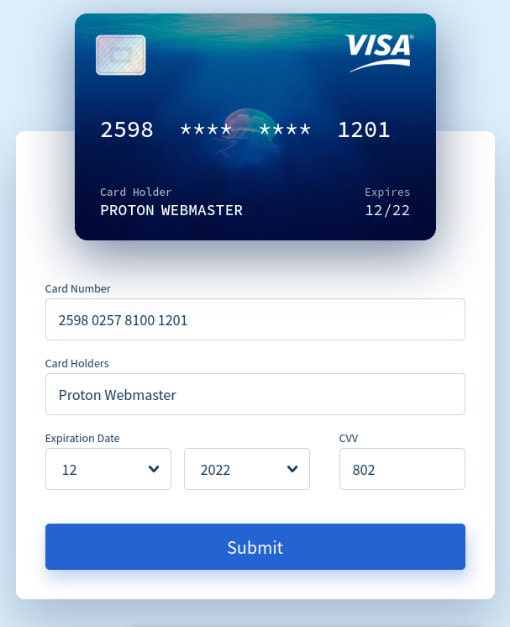 VISA
2598 **** **** 1201
Card Holder Expires
PROTON WEBMASTER 12/22
Card Number
2598 0257 8100 1201
Card Holders
Proton Webmaster
Expiration Date CVV
12 2022 802
Submit